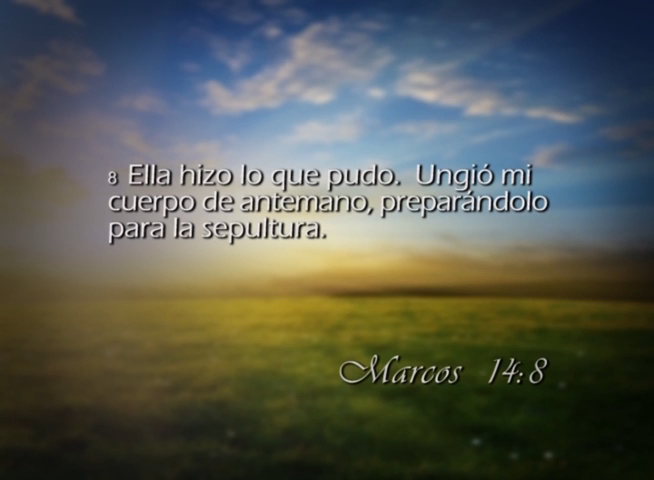 8 Ella hizo lo que pudo. Ungió mi
cuerpo de antemano, preparándolo
para la sepultura.
Marcos 14:8